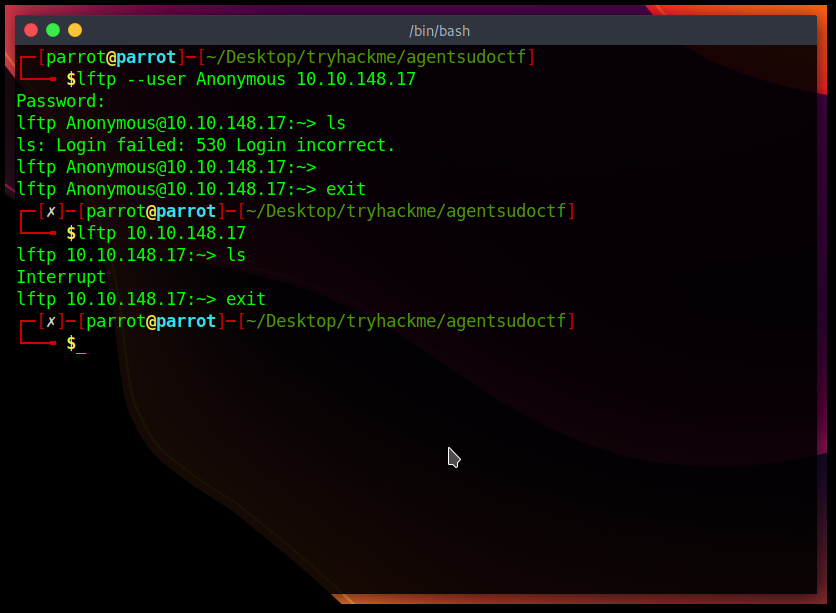 /bin/bash
┌─[parrot@parrot]─[~/Desktop/tryhackme/agentsudoctf]
└──╼ $lftp --user Anonymous 10.10.148.17
Password:
lftp Anonymous@10.10.148.17:~> ls
ls: Login failed: 530 Login incorrect.
lftp Anonymous@10.10.148.17:~>
lftp Anonymous@10.10.148.17:~> exit
┌─[✗]─[parrot@parrot]─[~/Desktop/tryhackme/agentsudoctf]
└──╼ $lftp 10.10.148.17
lftp 10.10.148.17:~> ls
Interrupt
lftp 10.10.148.17:~> exit
┌─[✗]─[parrot@parrot]─[~/Desktop/tryhackme/agentsudoctf]
└──╼ $_